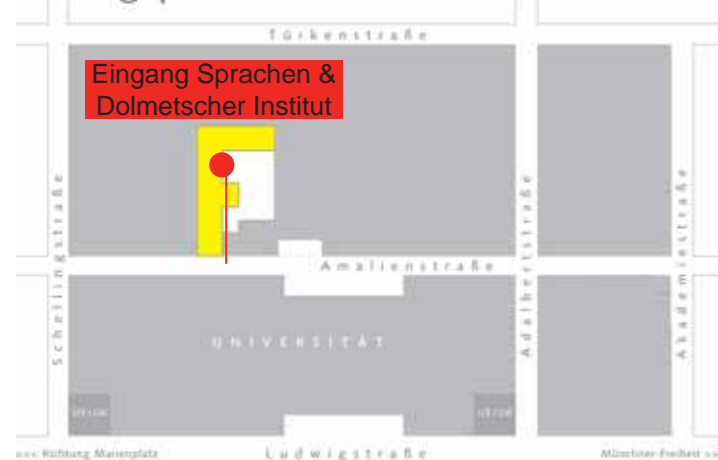 Türkenstraße
Eingang Sprachen &
Dolmetscher Institut
Schellingstraße
Amalienstraße
Adalbertstraße
Akademiestraße
UNIVERSITÄT
<<< Richtung Marienplatz
Ludwigstraße
Münchner-Freiheit >>